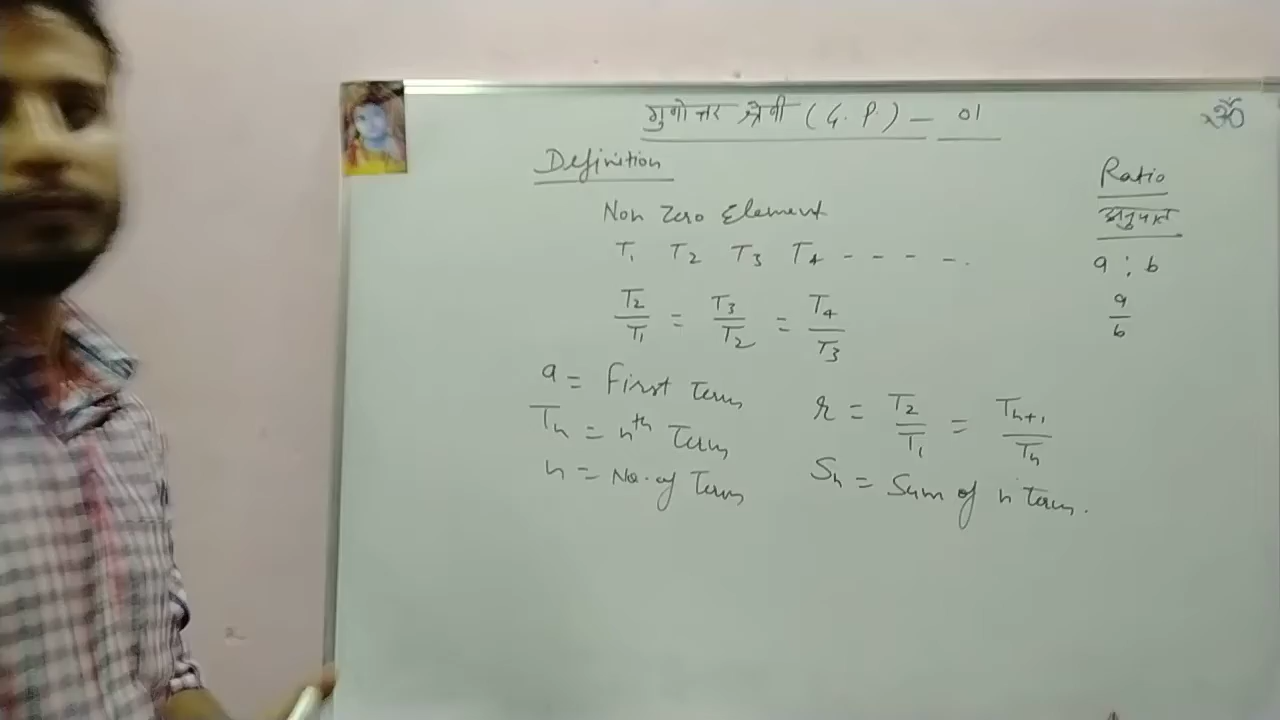 गुणोत्तर श्रेणी (G.P.) — 01
ॐ
Definition
Non Zero Element
T₁ T₂ T₃ T₄ - - - - .
T₂/T₁ = T₃/T₂ = T₄/T₃
a = First Term
Tₙ = nᵗʰ Term
n = No. of Term
r = T₂/T₁ = Tₙ₊₁/Tₙ
Sₙ = Sum of n term.
Ratio
अनुपात
a : b
a/b